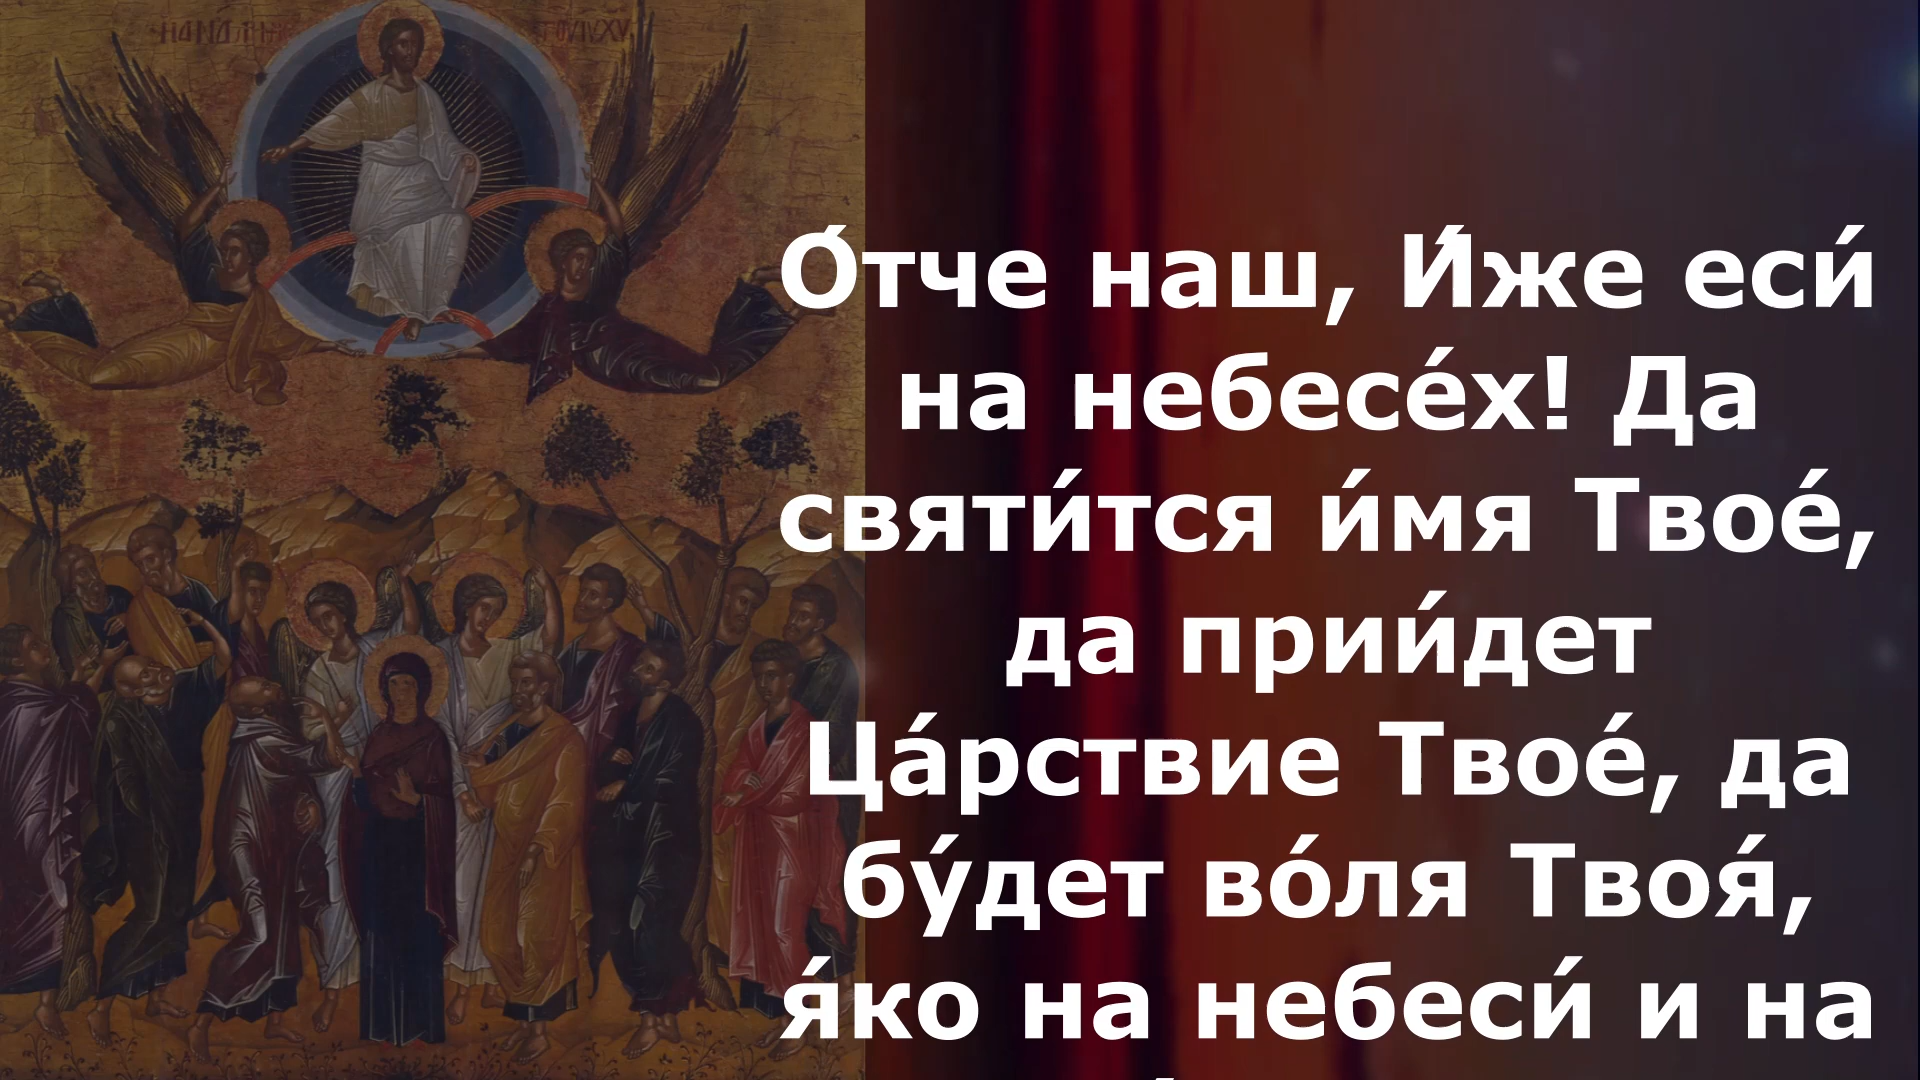 О́тче наш, И́же еси́
на небесе́х! Да
святи́тся и́мя Твое́,
да прии́дет
Ца́рствие Твое́, да
бу́дет во́ля Твоя́,
я́ко на небеси́ и на